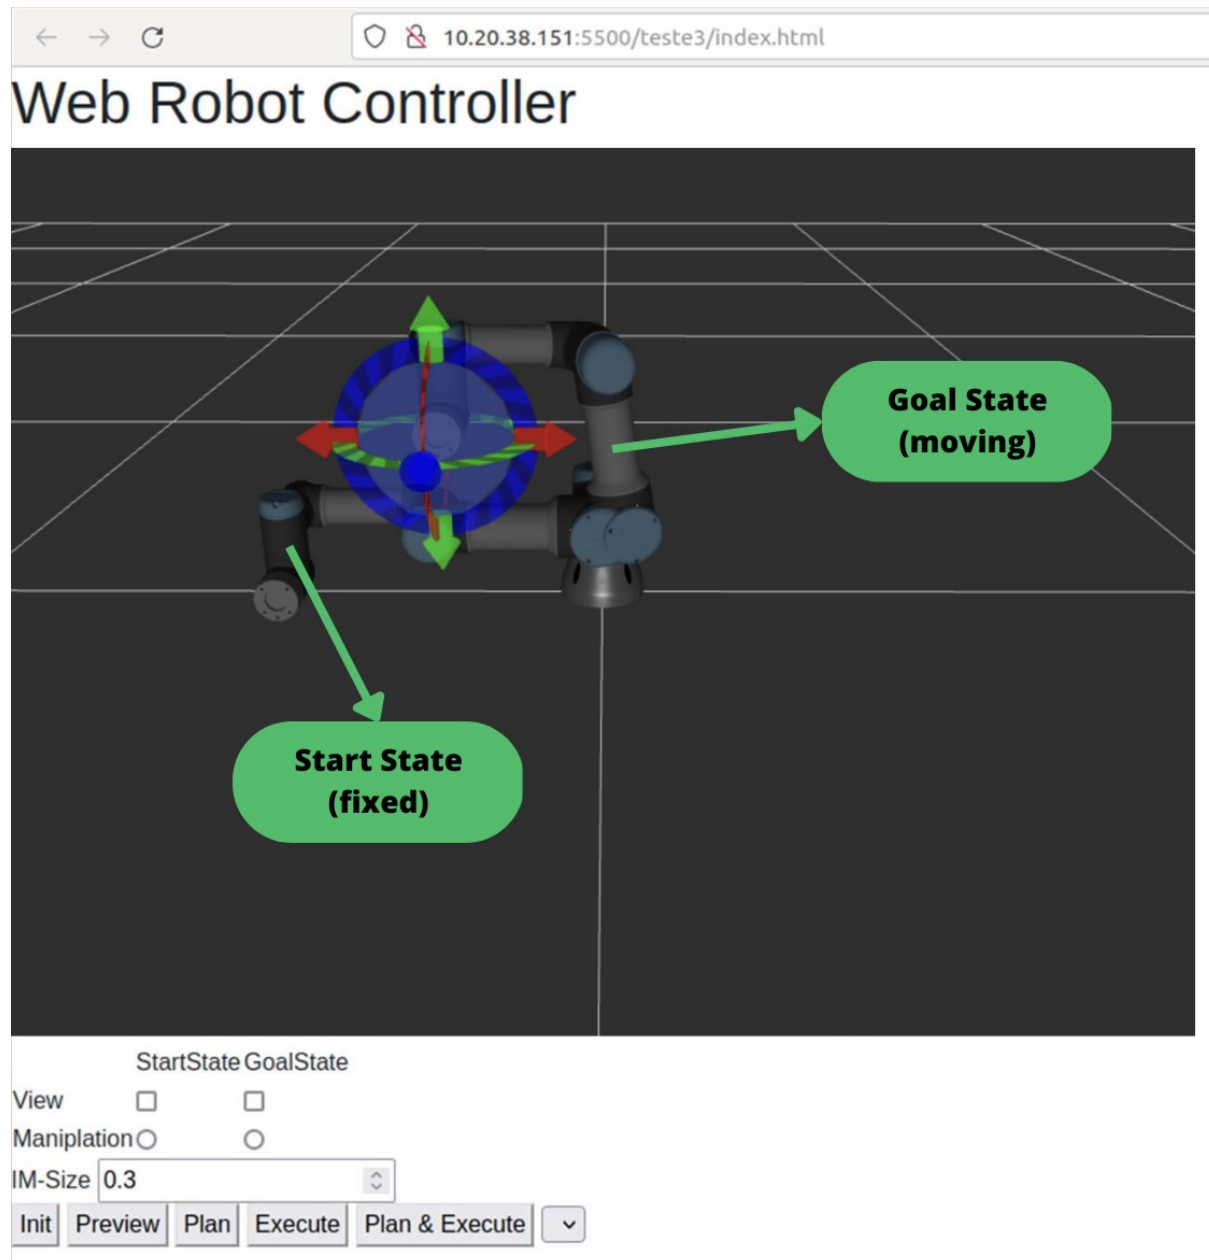 10.20.38.151:5500/teste3/index.html
Web Robot Controller
Goal State
(moving)
Start State
(fixed)
StartState GoalState
View
Maniplation
IM-Size 0.3
Init Preview Plan Execute Plan & Execute